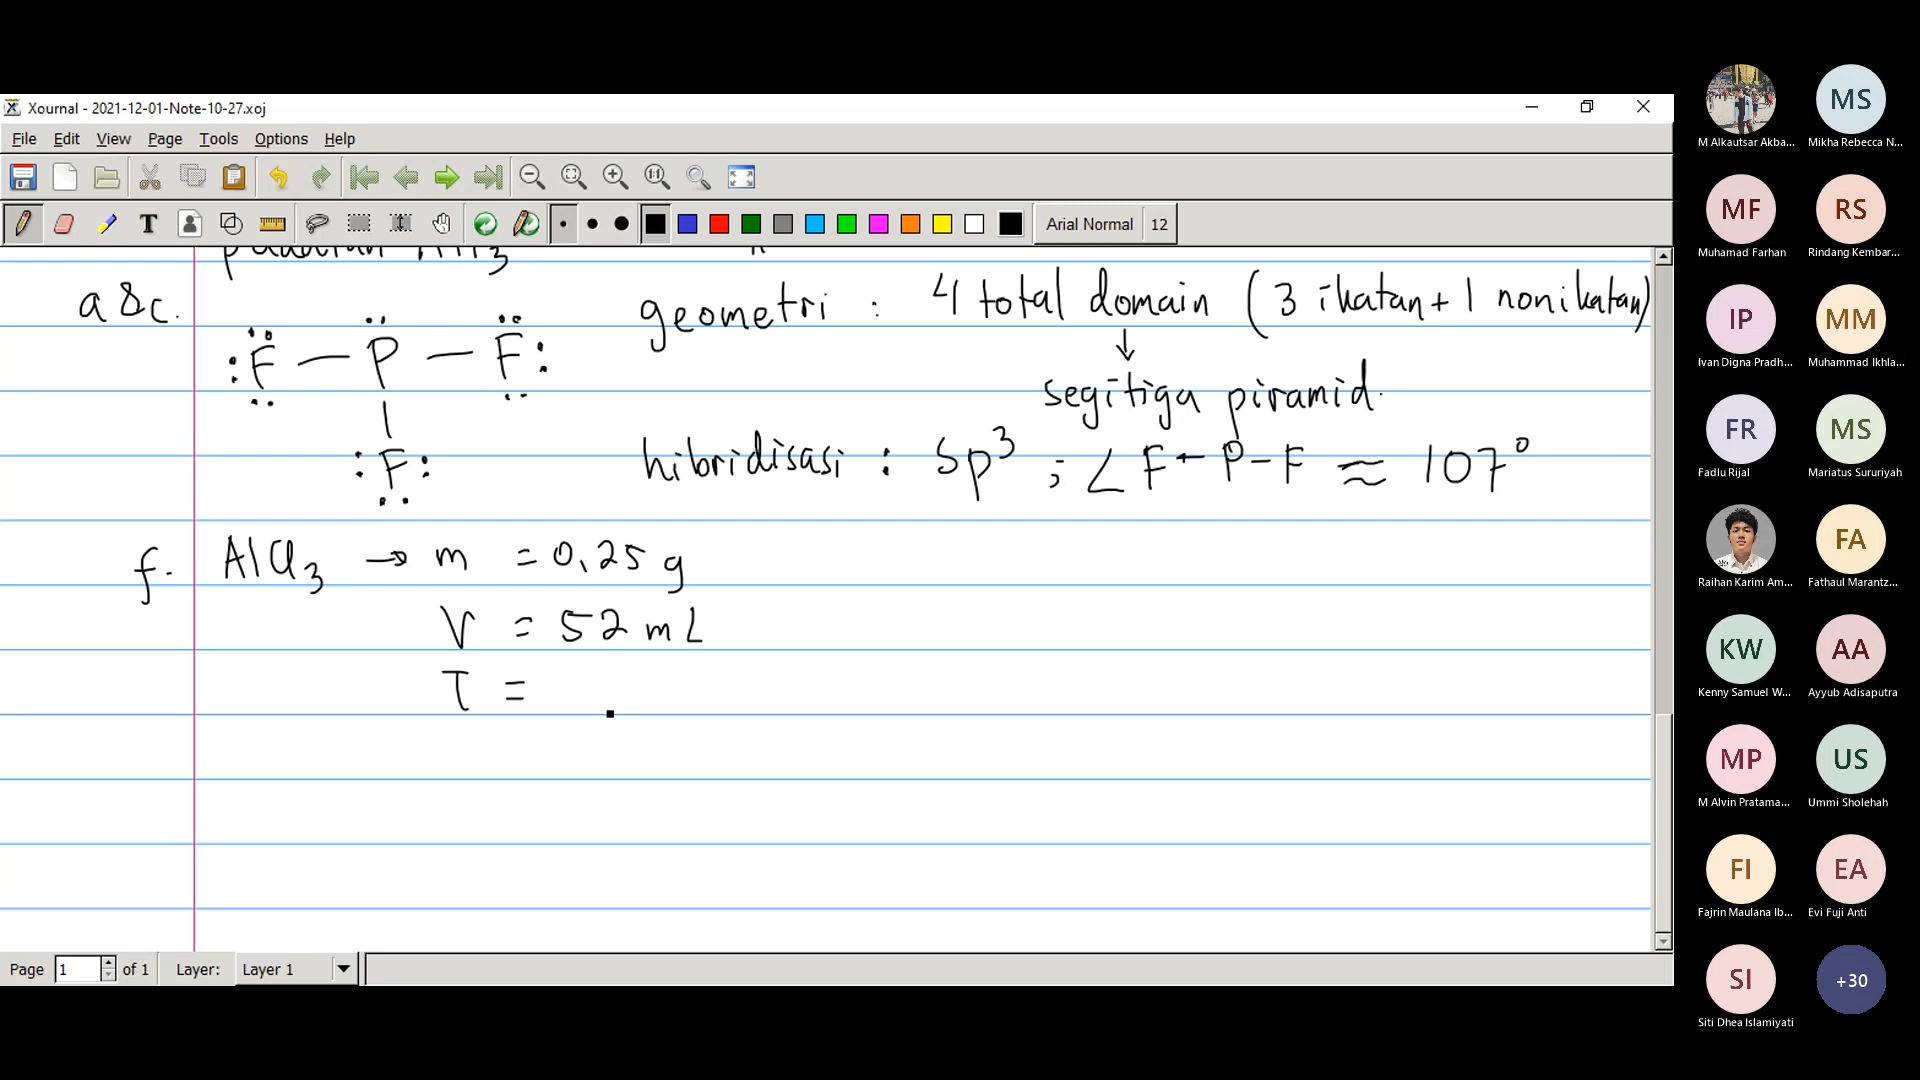 Xournal - 2021-12-01-Note-10-27.xoj
File Edit View Page Tools Options Help
Arial Normal 12
a &c.
:F — P — F:
:F:
geometri : 4 total domain (3 ikatan + 1 nonikatan)
↓
segitiga piramid.
hibridisasi : sp³ ; ∠ F - P - F ≈ 107°
f. AlCl₃ → m = 0,25 g
V = 52 mL
T =
Page 1 of 1 Layer: Layer 1
M Alkautsar Akba...
MS
Mikha Rebecca N...
MF
Muhamad Farhan
RS
Rindang Kembar...
IP
Ivan Digna Pradh...
MM
Muhammad Ikhla...
FR
Fadlu Rijal
MS
Mariatus Sururiyah
Raihan Karim Am...
FA
Fathaul Marantz...
KW
Kenny Samuel W...
AA
Ayyub Adisaputra
MP
M Alvin Pratama...
US
Ummi Sholehah
FI
Fajrin Maulana Ib...
EA
Evi Fuji Anti
SI
Siti Dhea Islamiyati
+30